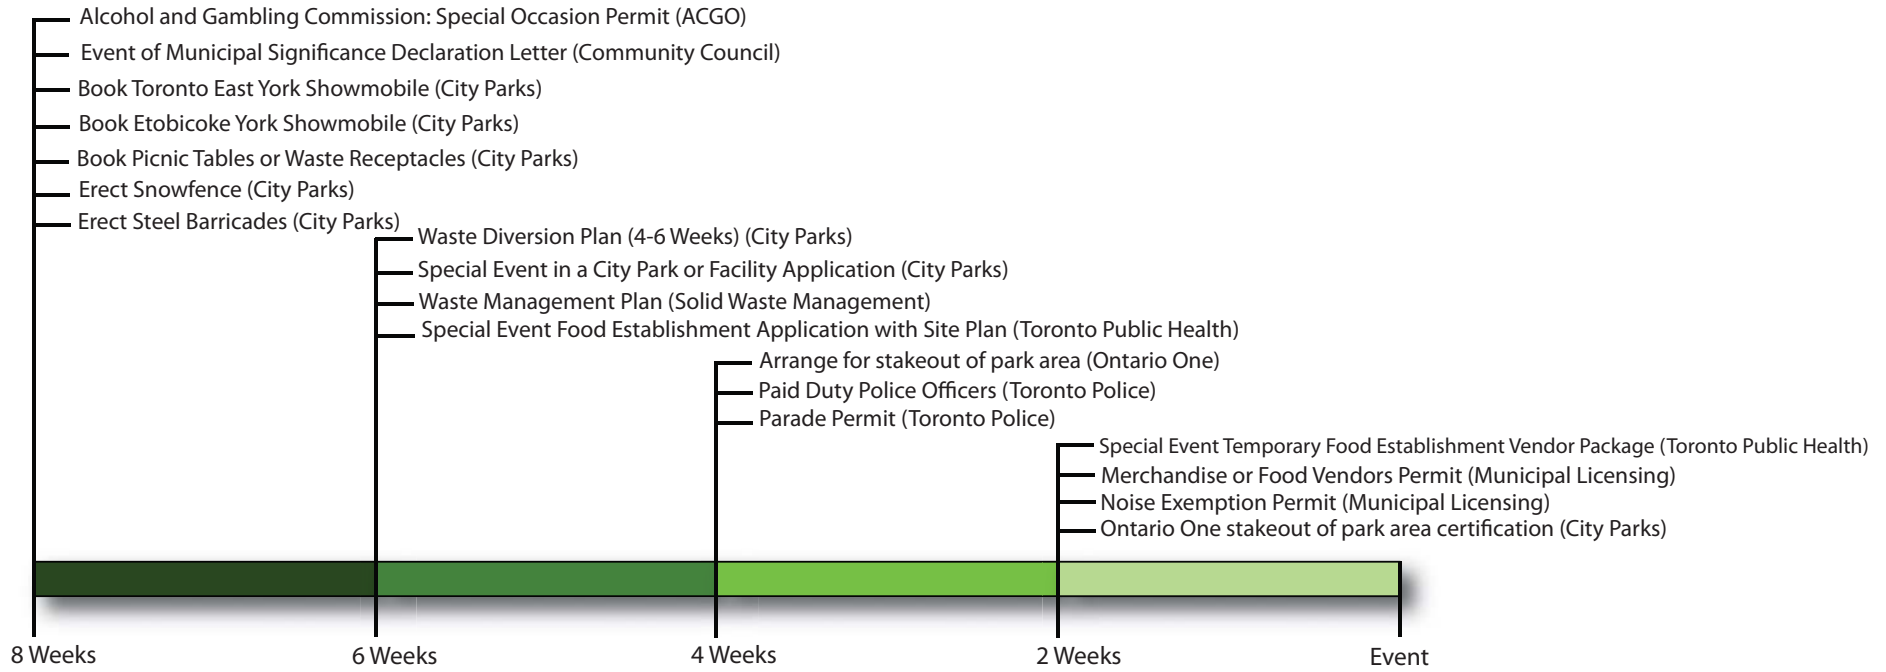 Alcohol and Gambling Commission: Special Occasion Permit (ACGO)
Event of Municipal Significance Declaration Letter (Community Council)
Book Toronto East York Showmobile (City Parks)
Book Etobicoke York Showmobile (City Parks)
Book Picnic Tables or Waste Receptacles (City Parks)
Erect Snowfence (City Parks)
Erect Steel Barricades (City Parks)
Waste Diversion Plan (4-6 Weeks) (City Parks)
Special Event in a City Park or Facility Application (City Parks)
Waste Management Plan (Solid Waste Management)
Special Event Food Establishment Application with Site Plan (Toronto Public Health)
Arrange for stakeout of park area (Ontario One)
Paid Duty Police Officers (Toronto Police)
Parade Permit (Toronto Police)
Special Event Temporary Food Establishment Vendor Package (Toronto Public Health)
Merchandise or Food Vendors Permit (Municipal Licensing)
Noise Exemption Permit (Municipal Licensing)
Ontario One stakeout of park area certification (City Parks)
8 Weeks
6 Weeks
4 Weeks
2 Weeks
Event